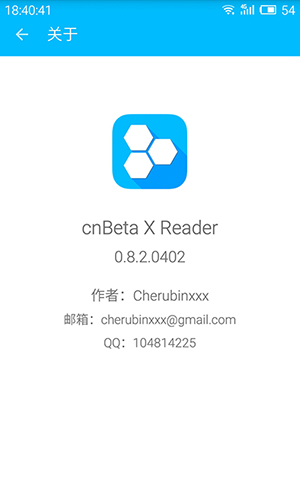 18:40:41 54
关于
cnBeta X Reader
0.8.2.0402
作者：Cherubinxxx
邮箱：cherubinxxx@gmail.com
QQ：104814225